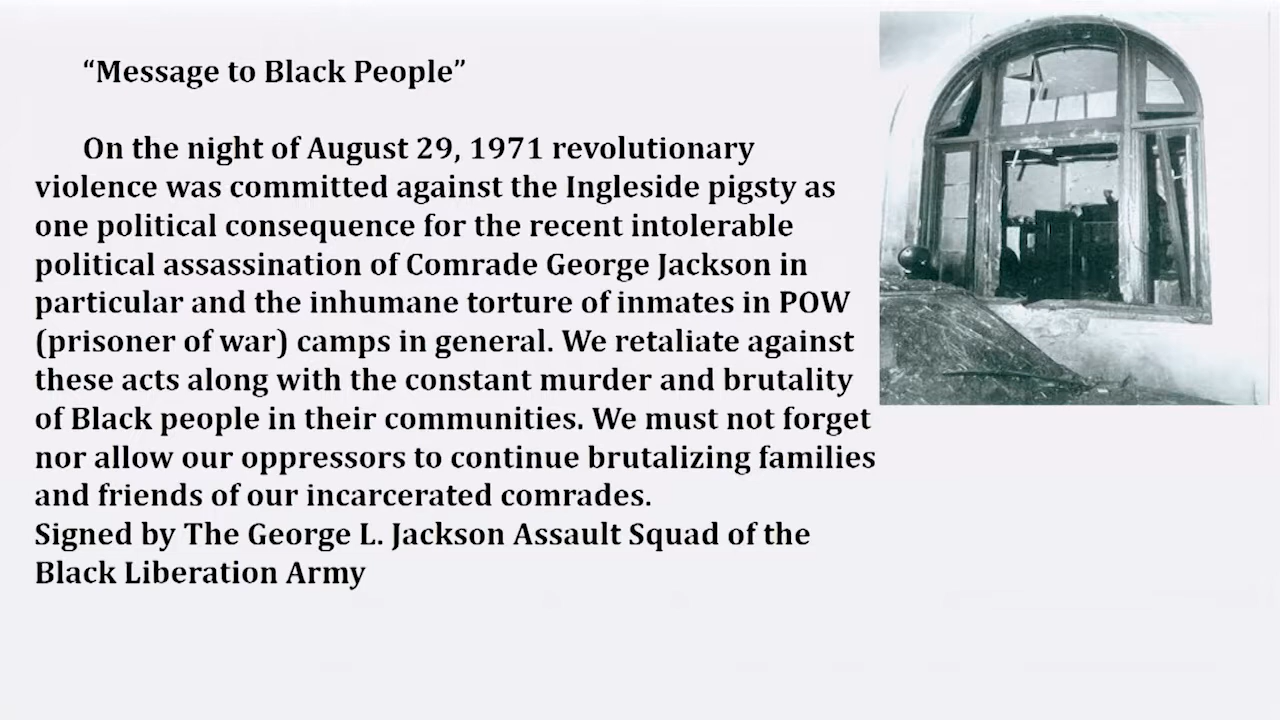 “Message to Black People”
On the night of August 29, 1971 revolutionary
violence was committed against the Ingleside pigsty as
one political consequence for the recent intolerable
political assassination of Comrade George Jackson in
particular and the inhumane torture of inmates in POW
(prisoner of war) camps in general. We retaliate against
these acts along with the constant murder and brutality
of Black people in their communities. We must not forget
nor allow our oppressors to continue brutalizing families
and friends of our incarcerated comrades.
Signed by The George L. Jackson Assault Squad of the
Black Liberation Army